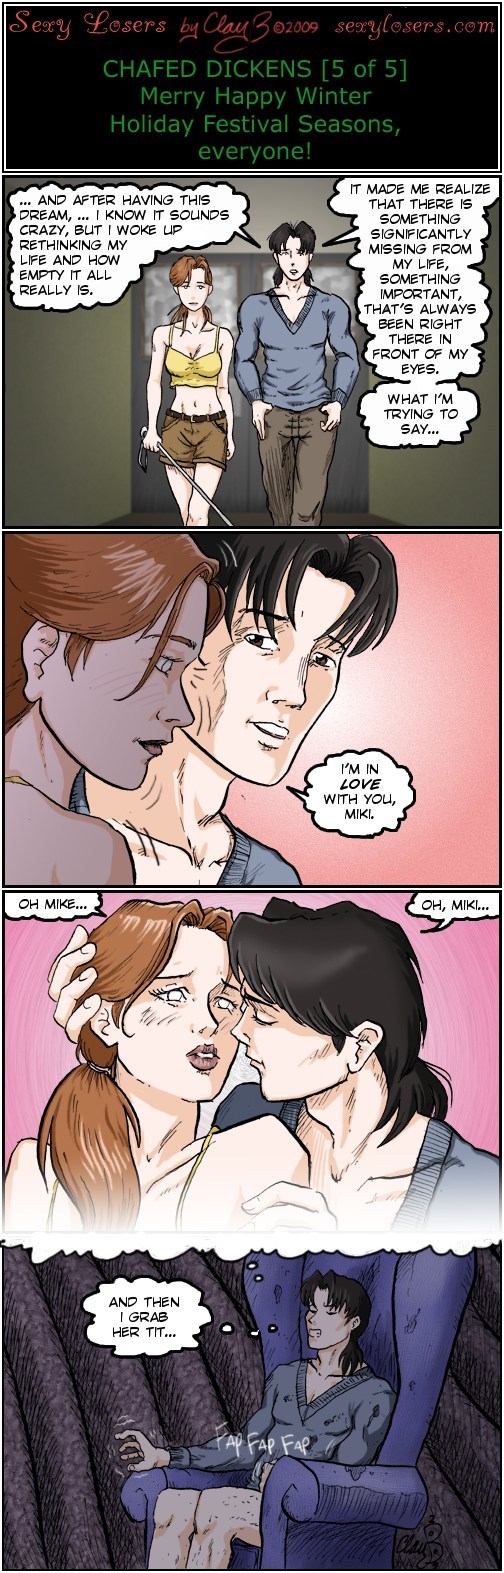 Sexy Losers by Clay 3 ©2009 sexylosers.com
CHAFED DICKENS [5 of 5]
Merry Happy Winter
Holiday Festival Seasons,
everyone!
... AND AFTER HAVING THIS
DREAM, ... I KNOW IT SOUNDS
CRAZY, BUT I WOKE UP
RETHINKING MY
LIFE AND HOW
EMPTY IT ALL
REALLY IS.
IT MADE ME REALIZE
THAT THERE IS
SOMETHING
SIGNIFICANTLY
MISSING FROM
MY LIFE,
SOMETHING
IMPORTANT,
THAT'S ALWAYS
BEEN RIGHT
THERE IN
FRONT OF MY
EYES.
WHAT I'M
TRYING TO
SAY...
I'M IN
LOVE
WITH YOU,
MIKI.
OH MIKE...
OH, MIKI...
AND THEN
I GRAB
HER TIT...
FAP FAP FAP
Clay